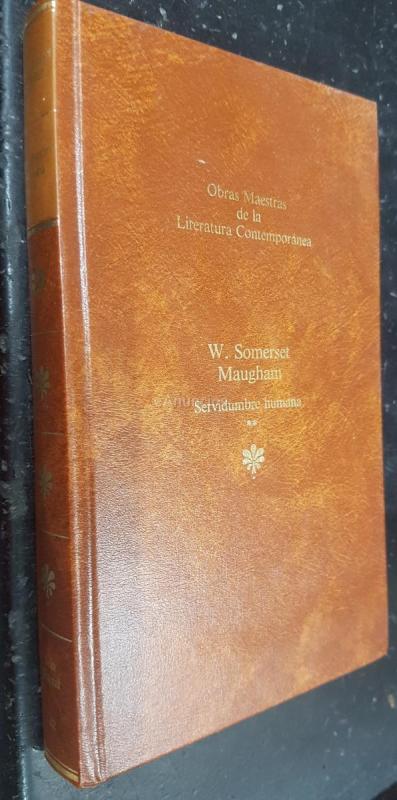 Obras Maestras
de la
Literatura Contemporánea
W. Somerset
Maugham
Servidumbre humana
**